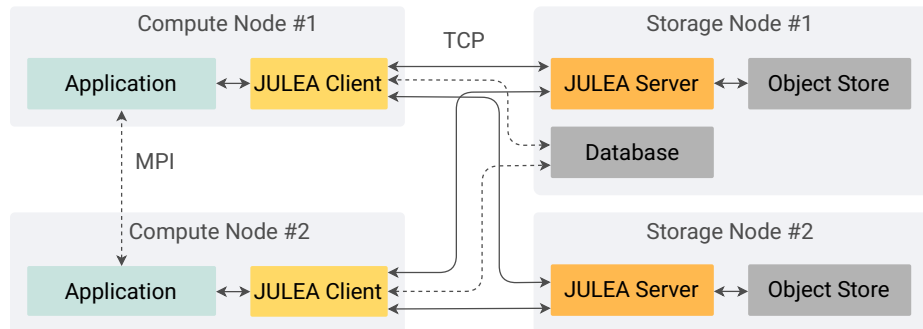 Compute Node #1
Storage Node #1
TCP
Application
JULEA Client
JULEA Server
Object Store
Database
MPI
Compute Node #2
Storage Node #2
Application
JULEA Client
JULEA Server
Object Store